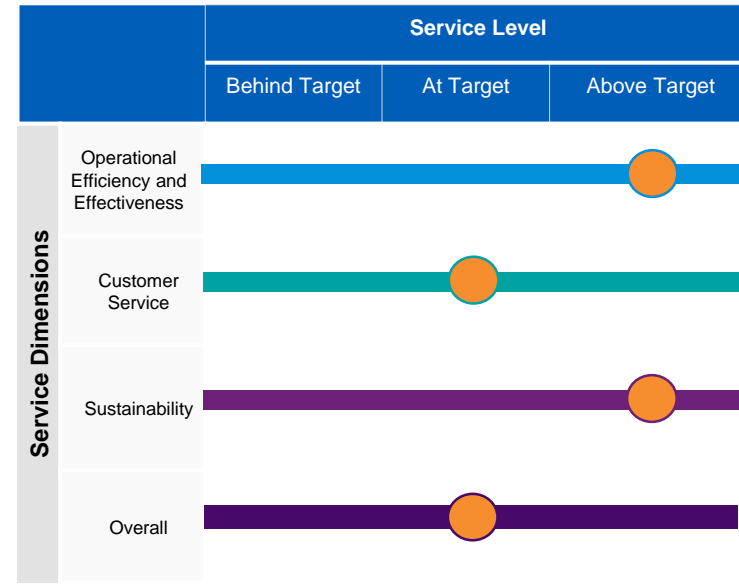 Service Level
Behind Target
At Target
Above Target
Service Dimensions
Operational
Efficiency and
Effectiveness
Customer
Service
Sustainability
Overall